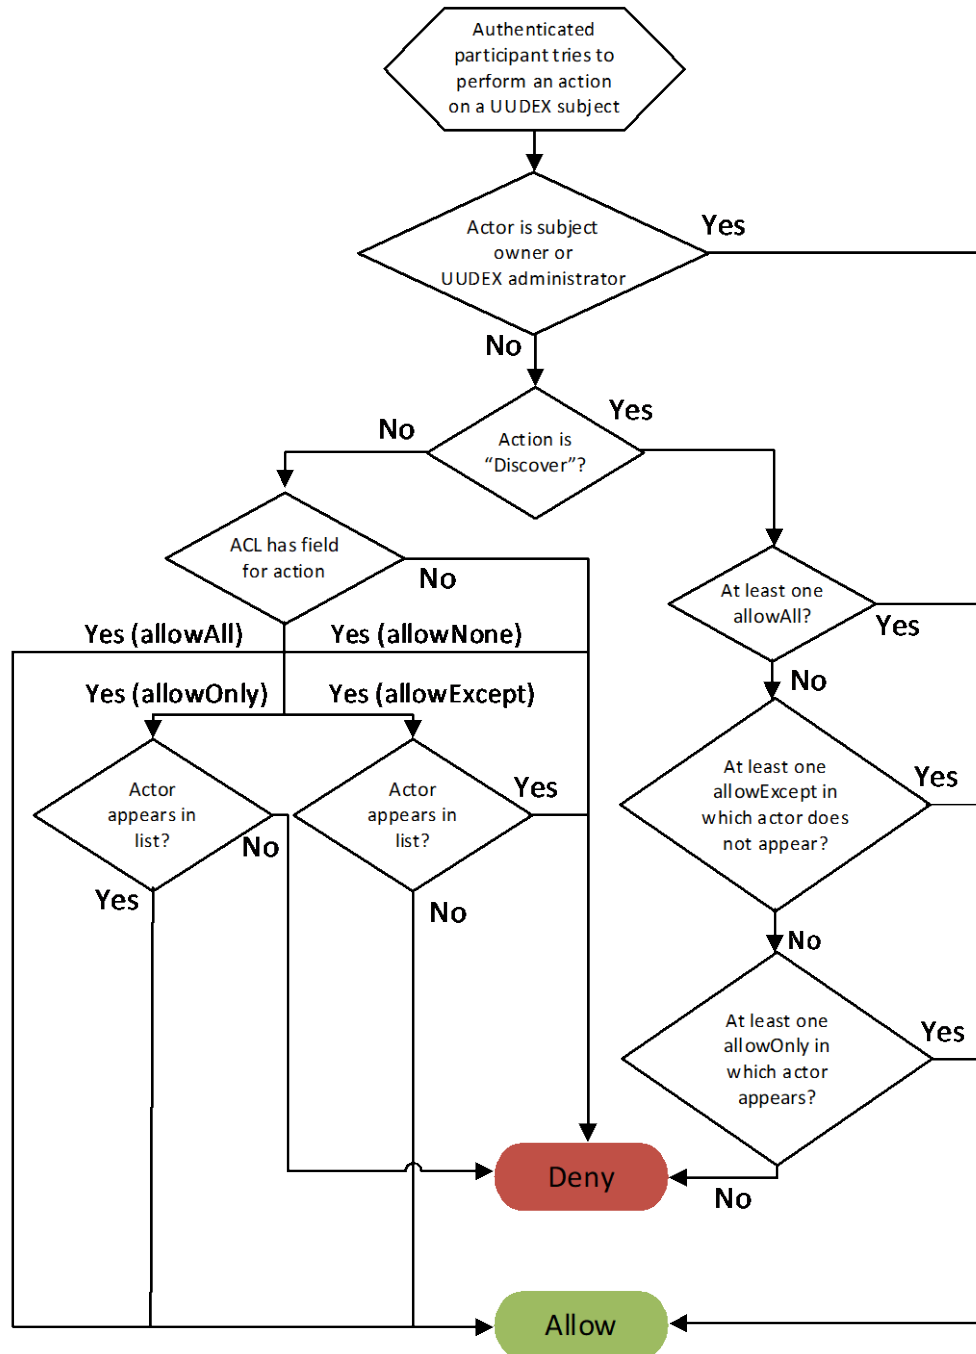 Authenticated
participant tries to
perform an action
on a UUDEX subject
Actor is subject
owner or
UUDEX administrator
Yes
No
Action is
“Discover”?
Yes
No
ACL has field
for action
No
At least one
allowAll?
Yes
No
Yes (allowAll)
Yes (allowNone)
Yes (allowOnly)
Yes (allowExcept)
Actor
appears in
list?
No
Yes
Actor
appears in
list?
Yes
No
At least one
allowExcept in
which actor does
not appear?
Yes
No
At least one
allowOnly in
which actor
appears?
Yes
No
Deny
Allow